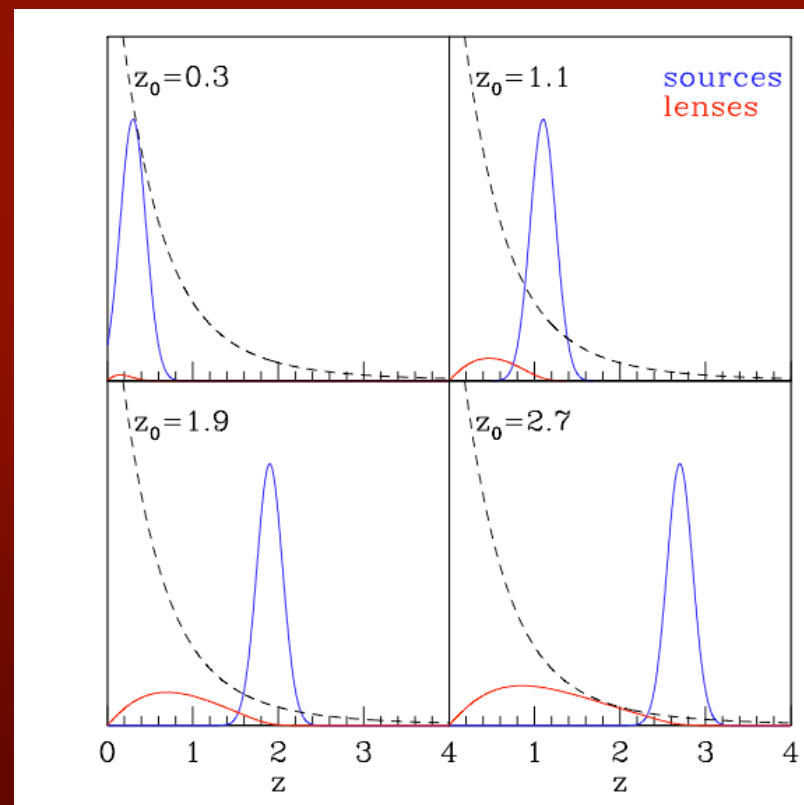 z₀=0.3
z₀=1.1
sources
lenses
z₀=1.9
z₀=2.7
0 1 2 3 4 1 2 3 4
z z